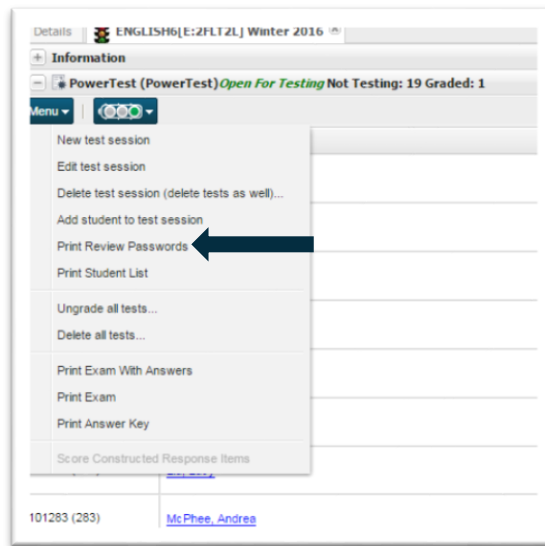 Details ENGLISH6[E:2FLT2L] Winter 2016
Information
PowerTest (PowerTest) Open For Testing Not Testing: 19 Graded: 1
Menu
New test session
Edit test session
Delete test session (delete tests as well)...
Add student to test session
Print Review Passwords
Print Student List
Ungrade all tests...
Delete all tests...
Print Exam With Answers
Print Exam
Print Answer Key
Score Constructed Response Items
101283 (283) McPhee, Andrea